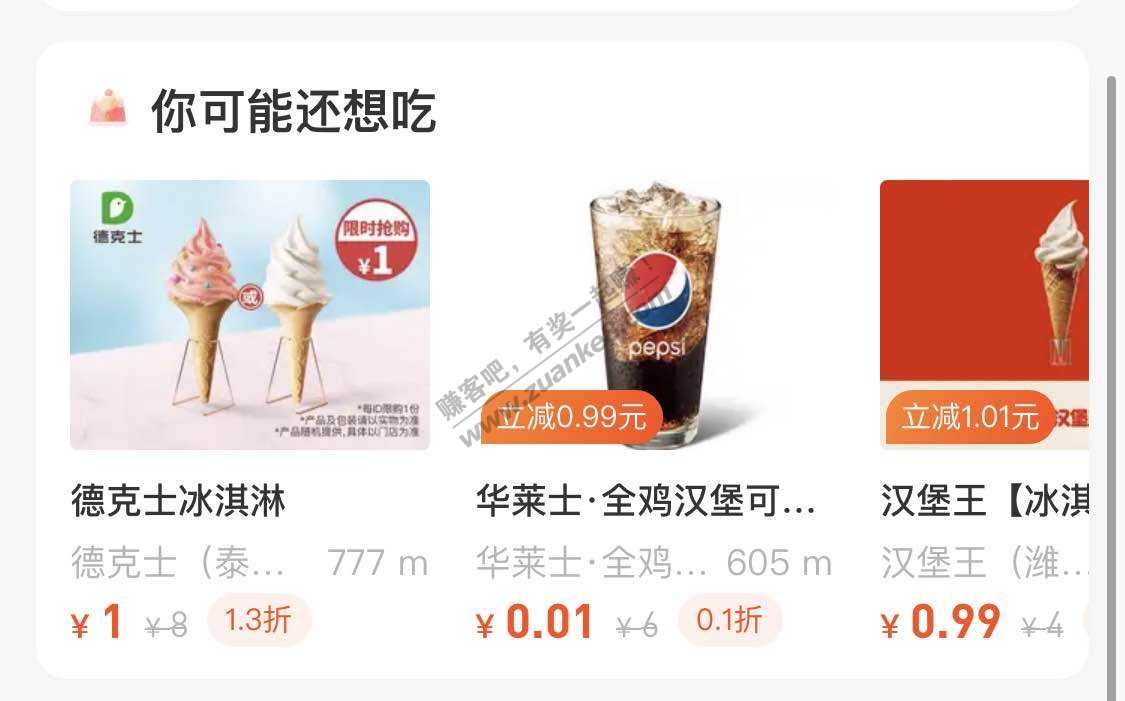 你可能还想吃
德克士
限时抢购
¥1
或
*每ID限购1份
*产品及包装请以实物为准
*产品随机提供,具体以门店为准
pepsi
赚客吧，有奖一起赚！
立减0.99元
立减1.01元
汉堡
德克士冰淇淋
华莱士·全鸡汉堡可...
汉堡王【冰淇
德克士（泰... 777 m
华莱士·全鸡... 605 m
汉堡王（潍...
¥ 1 ¥ 8 1.3折
¥ 0.01 ¥ 6 0.1折
¥ 0.99 ¥ 4